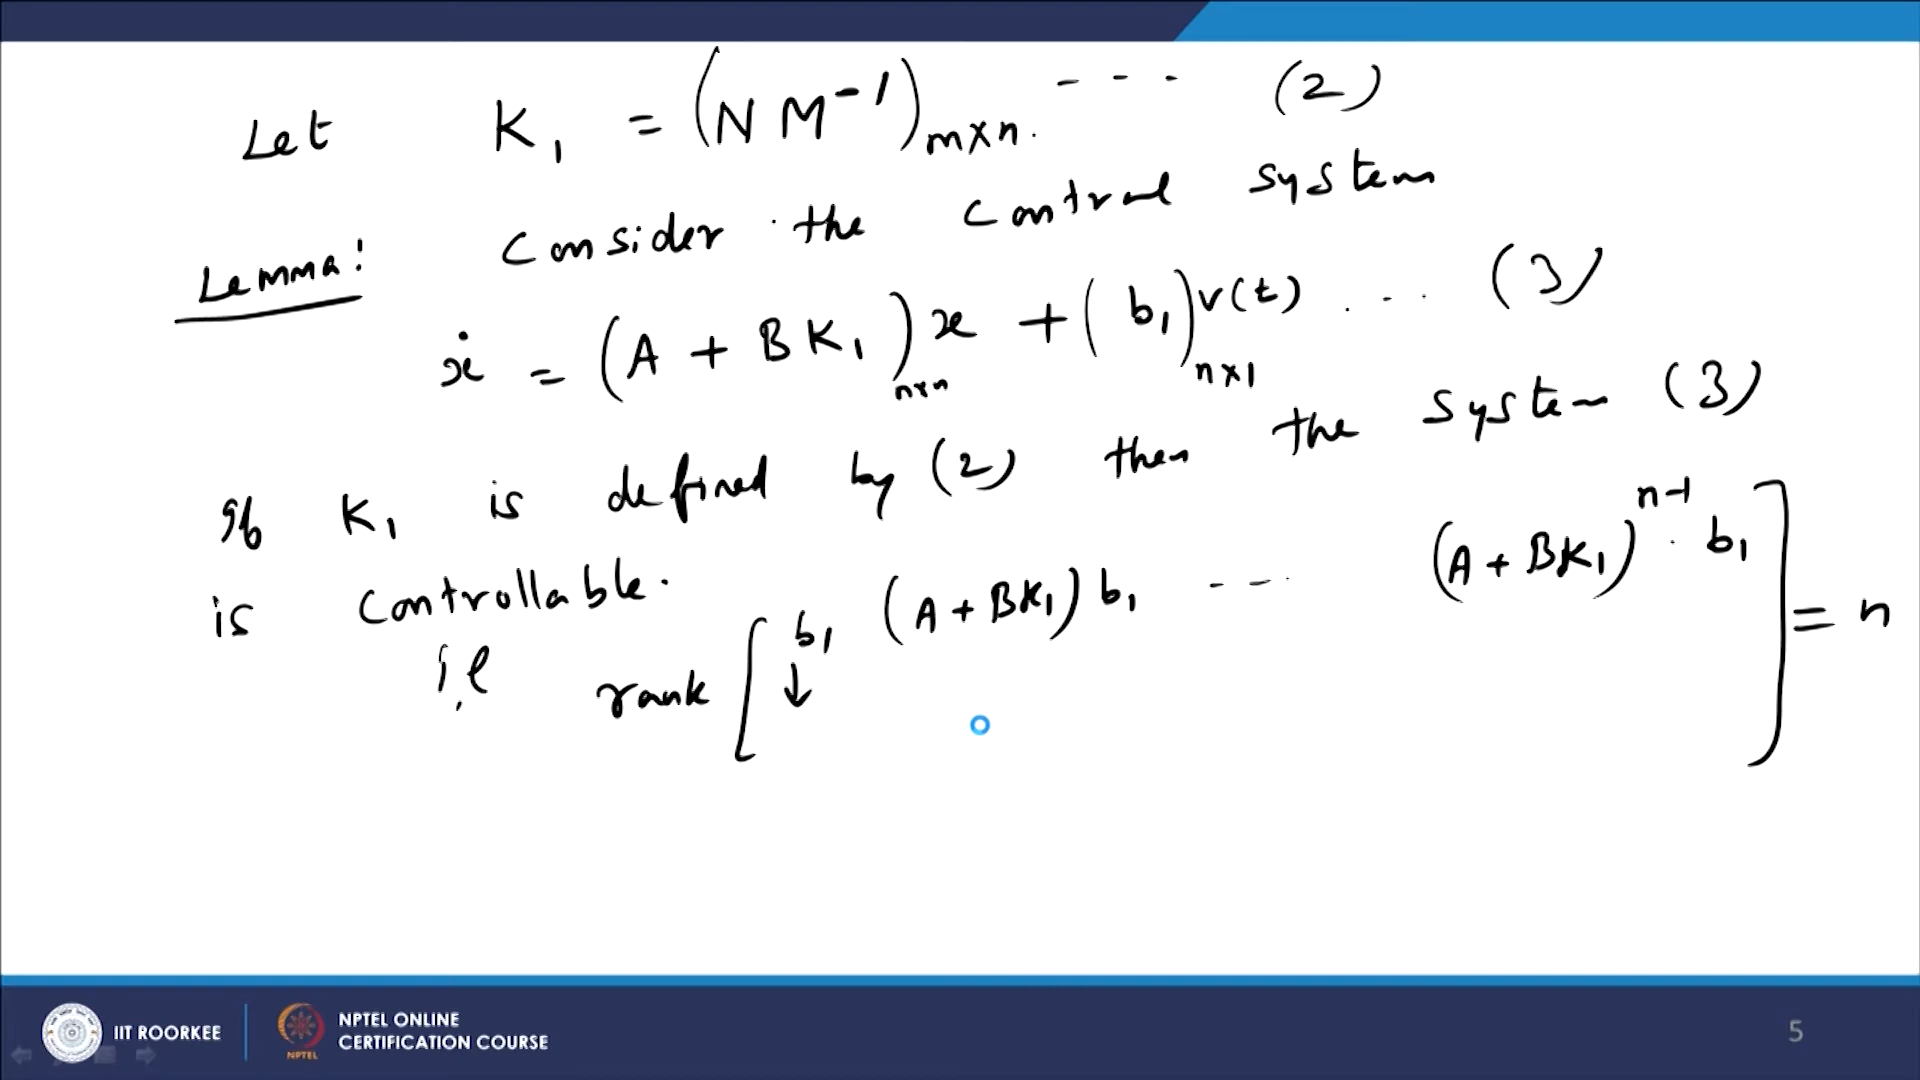 Let K₁ = (N M⁻¹)ₘₓₙ. --- (2)
Lemma: Consider the control system
ẋ = (A + B K₁)ₙₓₙ x + (b₁)ₙₓ₁ v(t) ... (3)
If K₁ is defined by (2) then the system (3)
is controllable.
i.e rank [b₁ (A + BK₁) b₁ --- (A + BK₁)ⁿ⁻¹ · b₁] = n
↓
IIT ROORKEE
NPTEL
NPTEL ONLINE
CERTIFICATION COURSE
5